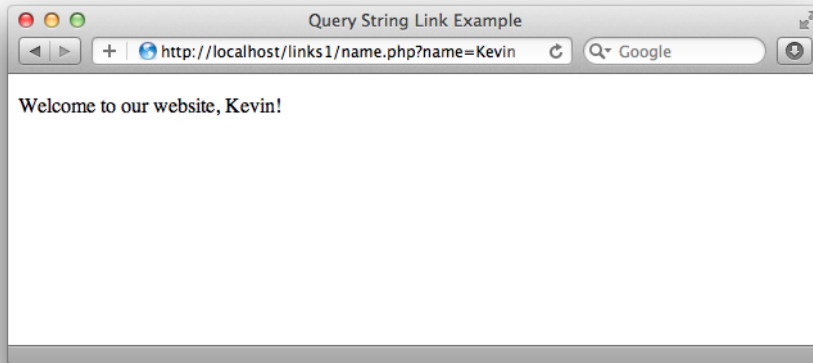 Query String Link Example
http://localhost/links1/name.php?name=Kevin
Google
Welcome to our website, Kevin!